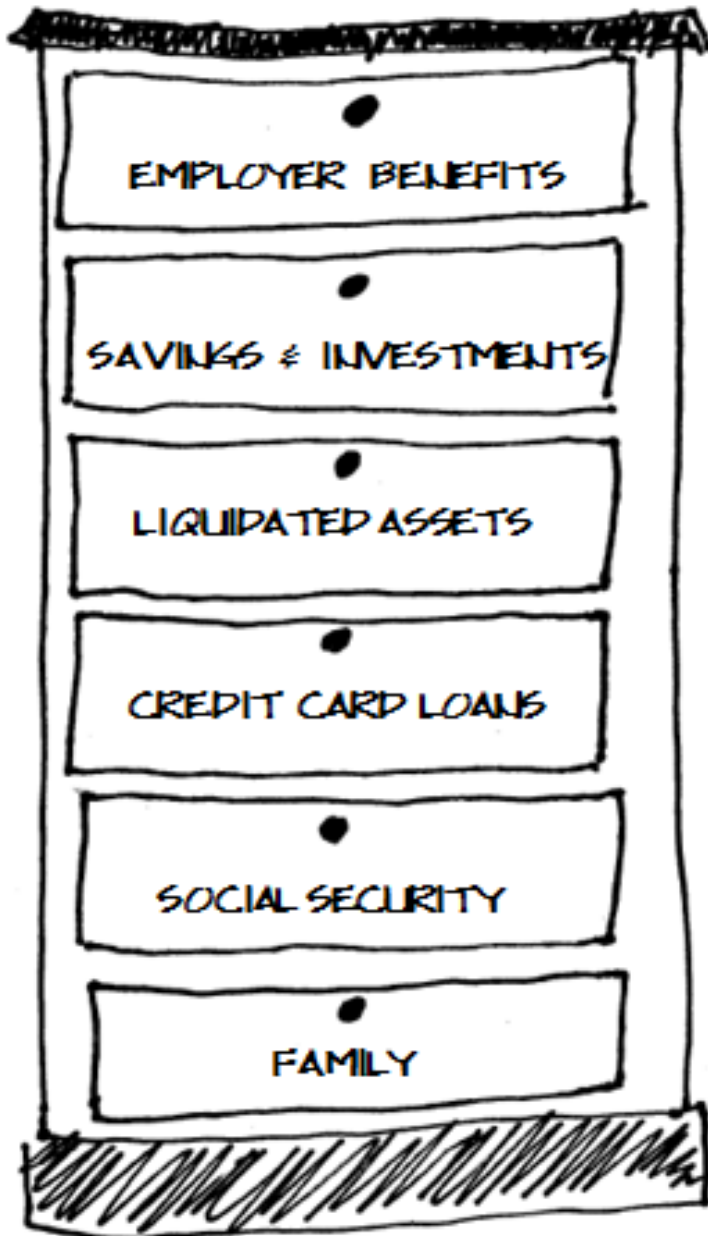 EMPLOYER BENEFITS
SAVINGS & INVESTMENTS
LIQUIDATED ASSETS
CREDIT CARD LOANS
SOCIAL SECURITY
FAMILY